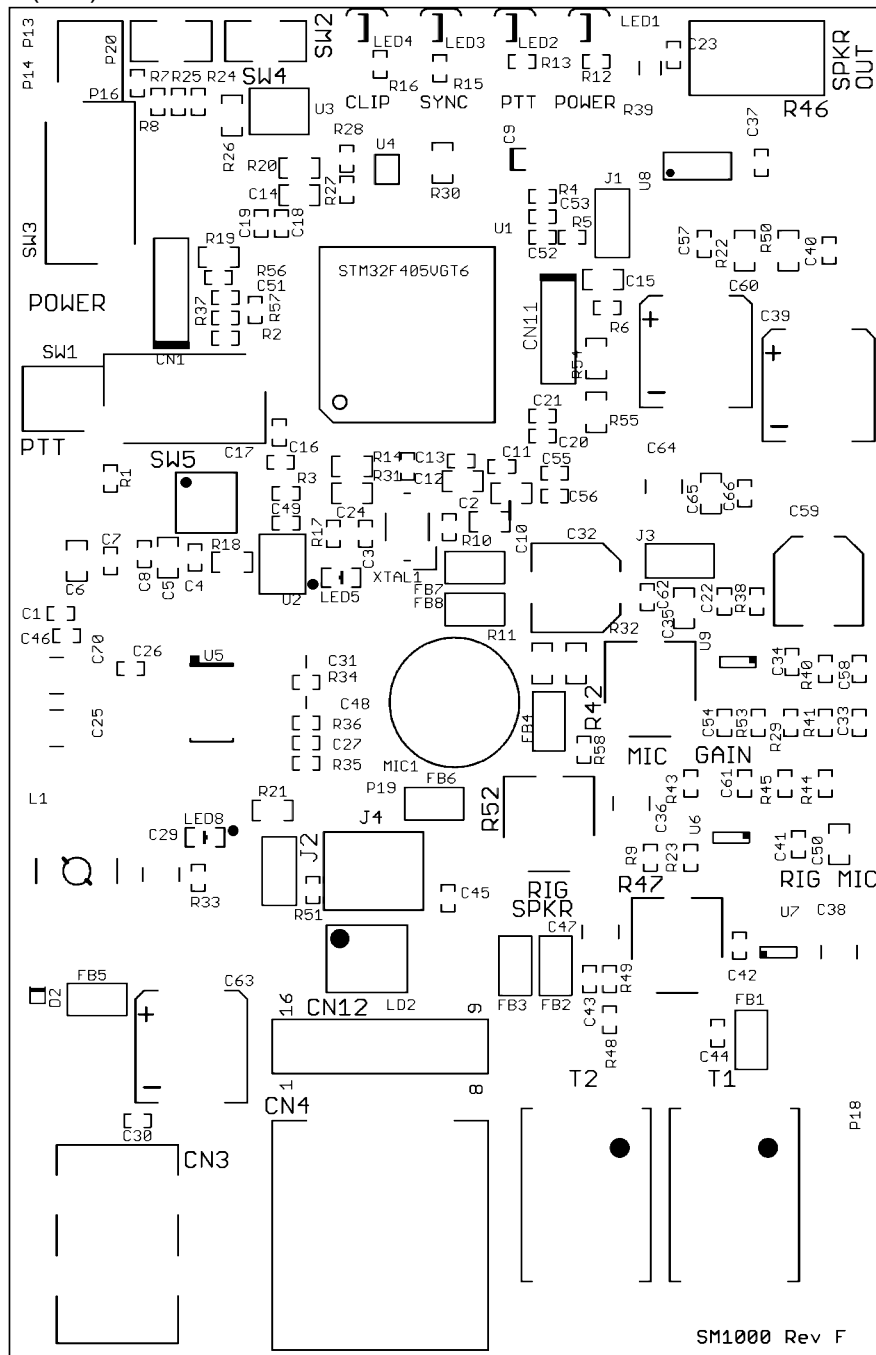 P13
P14
P20
P16
SW2
SW4
LED4
LED3
LED2
LED1
R16
R15
R13
R12
C23
SPKR
OUT
R46
R7
R25
R24
R8
R26
U3
CLIP
SYNC
PTT
POWER
R39
R28
U4
C9
C37
R20
R27
R30
J1
U8
C14
R4
C53
C19
C18
U1
R5
C52
SW3
R19
C57
R22
R50
C40
STM32F405VGT6
R56
C51
C15
C60
POWER
R37
R57
R2
CN11
R6
C39
+
SW1
CN1
R54
+
−
R55
−
PTT
C17
C16
C21
C20
SW5
R14
C13
C11
C55
C64
R1
R3
R31
C12
C56
C65
C66
C49
C24
C2
C10
C32
C59
C7
R17
C3
R10
J3
C6
C8
C5
C4
R18
U2
LED5
XTAL1
FB7
FB8
C62
C35
C22
R38
C1
C46
C70
R11
R32
U9
C26
U5
C31
R34
C34
R40
C58
C25
C48
R36
C27
R35
MIC1
FB4
R42
R58
C54
R53
R29
R41
C33
MIC GAIN
L1
R21
P19
FB6
R52
R43
C61
R45
R44
LED8
J4
C36
U6
C29
J2
R9
R23
C41
C50
R33
R51
C45
RIG
SPKR
R47
RIG MIC
U7
C38
C47
C42
D2
FB5
C63
CN12
LD2
FB3
FB2
C43
R49
FB1
+
16
9
R48
C44
−
1
8
T2
T1
CN4
C30
P18
CN3
SM1000 Rev F